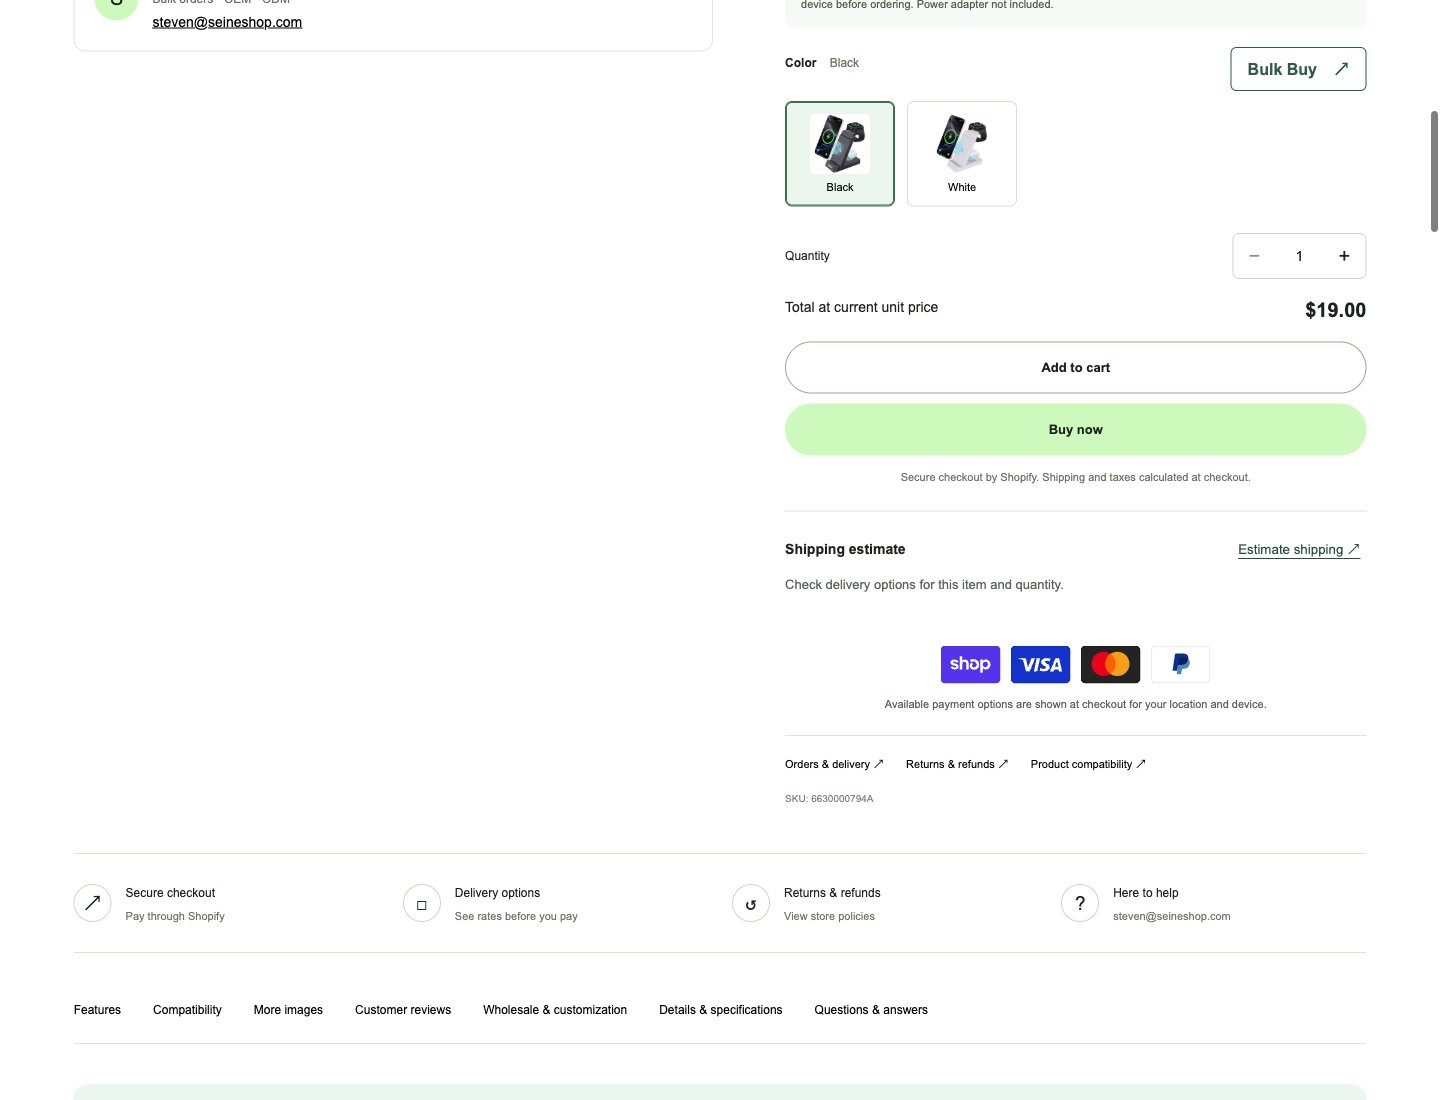 steven@seineshop.com
device before ordering. Power adapter not included.
Color Black
Bulk Buy ↗
Black
White
Quantity
− 1 +
Total at current unit price
$19.00
Add to cart
Buy now
Secure checkout by Shopify. Shipping and taxes calculated at checkout.
Shipping estimate
Estimate shipping ↗
Check delivery options for this item and quantity.
shop
VISA
Available payment options are shown at checkout for your location and device.
Orders & delivery ↗
Returns & refunds ↗
Product compatibility ↗
SKU: 6630000794A
Secure checkout
Pay through Shopify
Delivery options
See rates before you pay
Returns & refunds
View store policies
?
Here to help
steven@seineshop.com
Features
Compatibility
More images
Customer reviews
Wholesale & customization
Details & specifications
Questions & answers